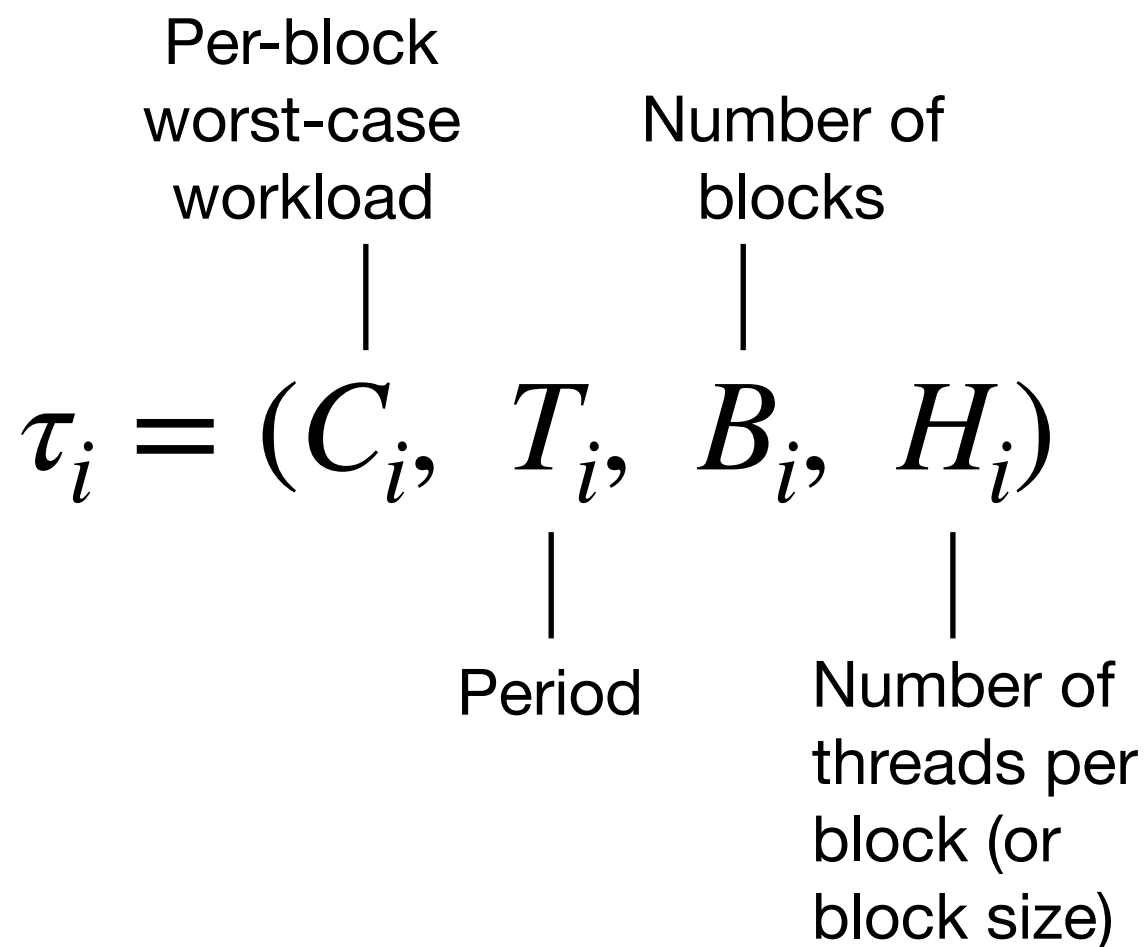 Per-block
worst-case
workload
Number of
blocks
τᵢ = (Cᵢ, Tᵢ, Bᵢ, Hᵢ)
Period
Number of
threads per
block (or
block size)